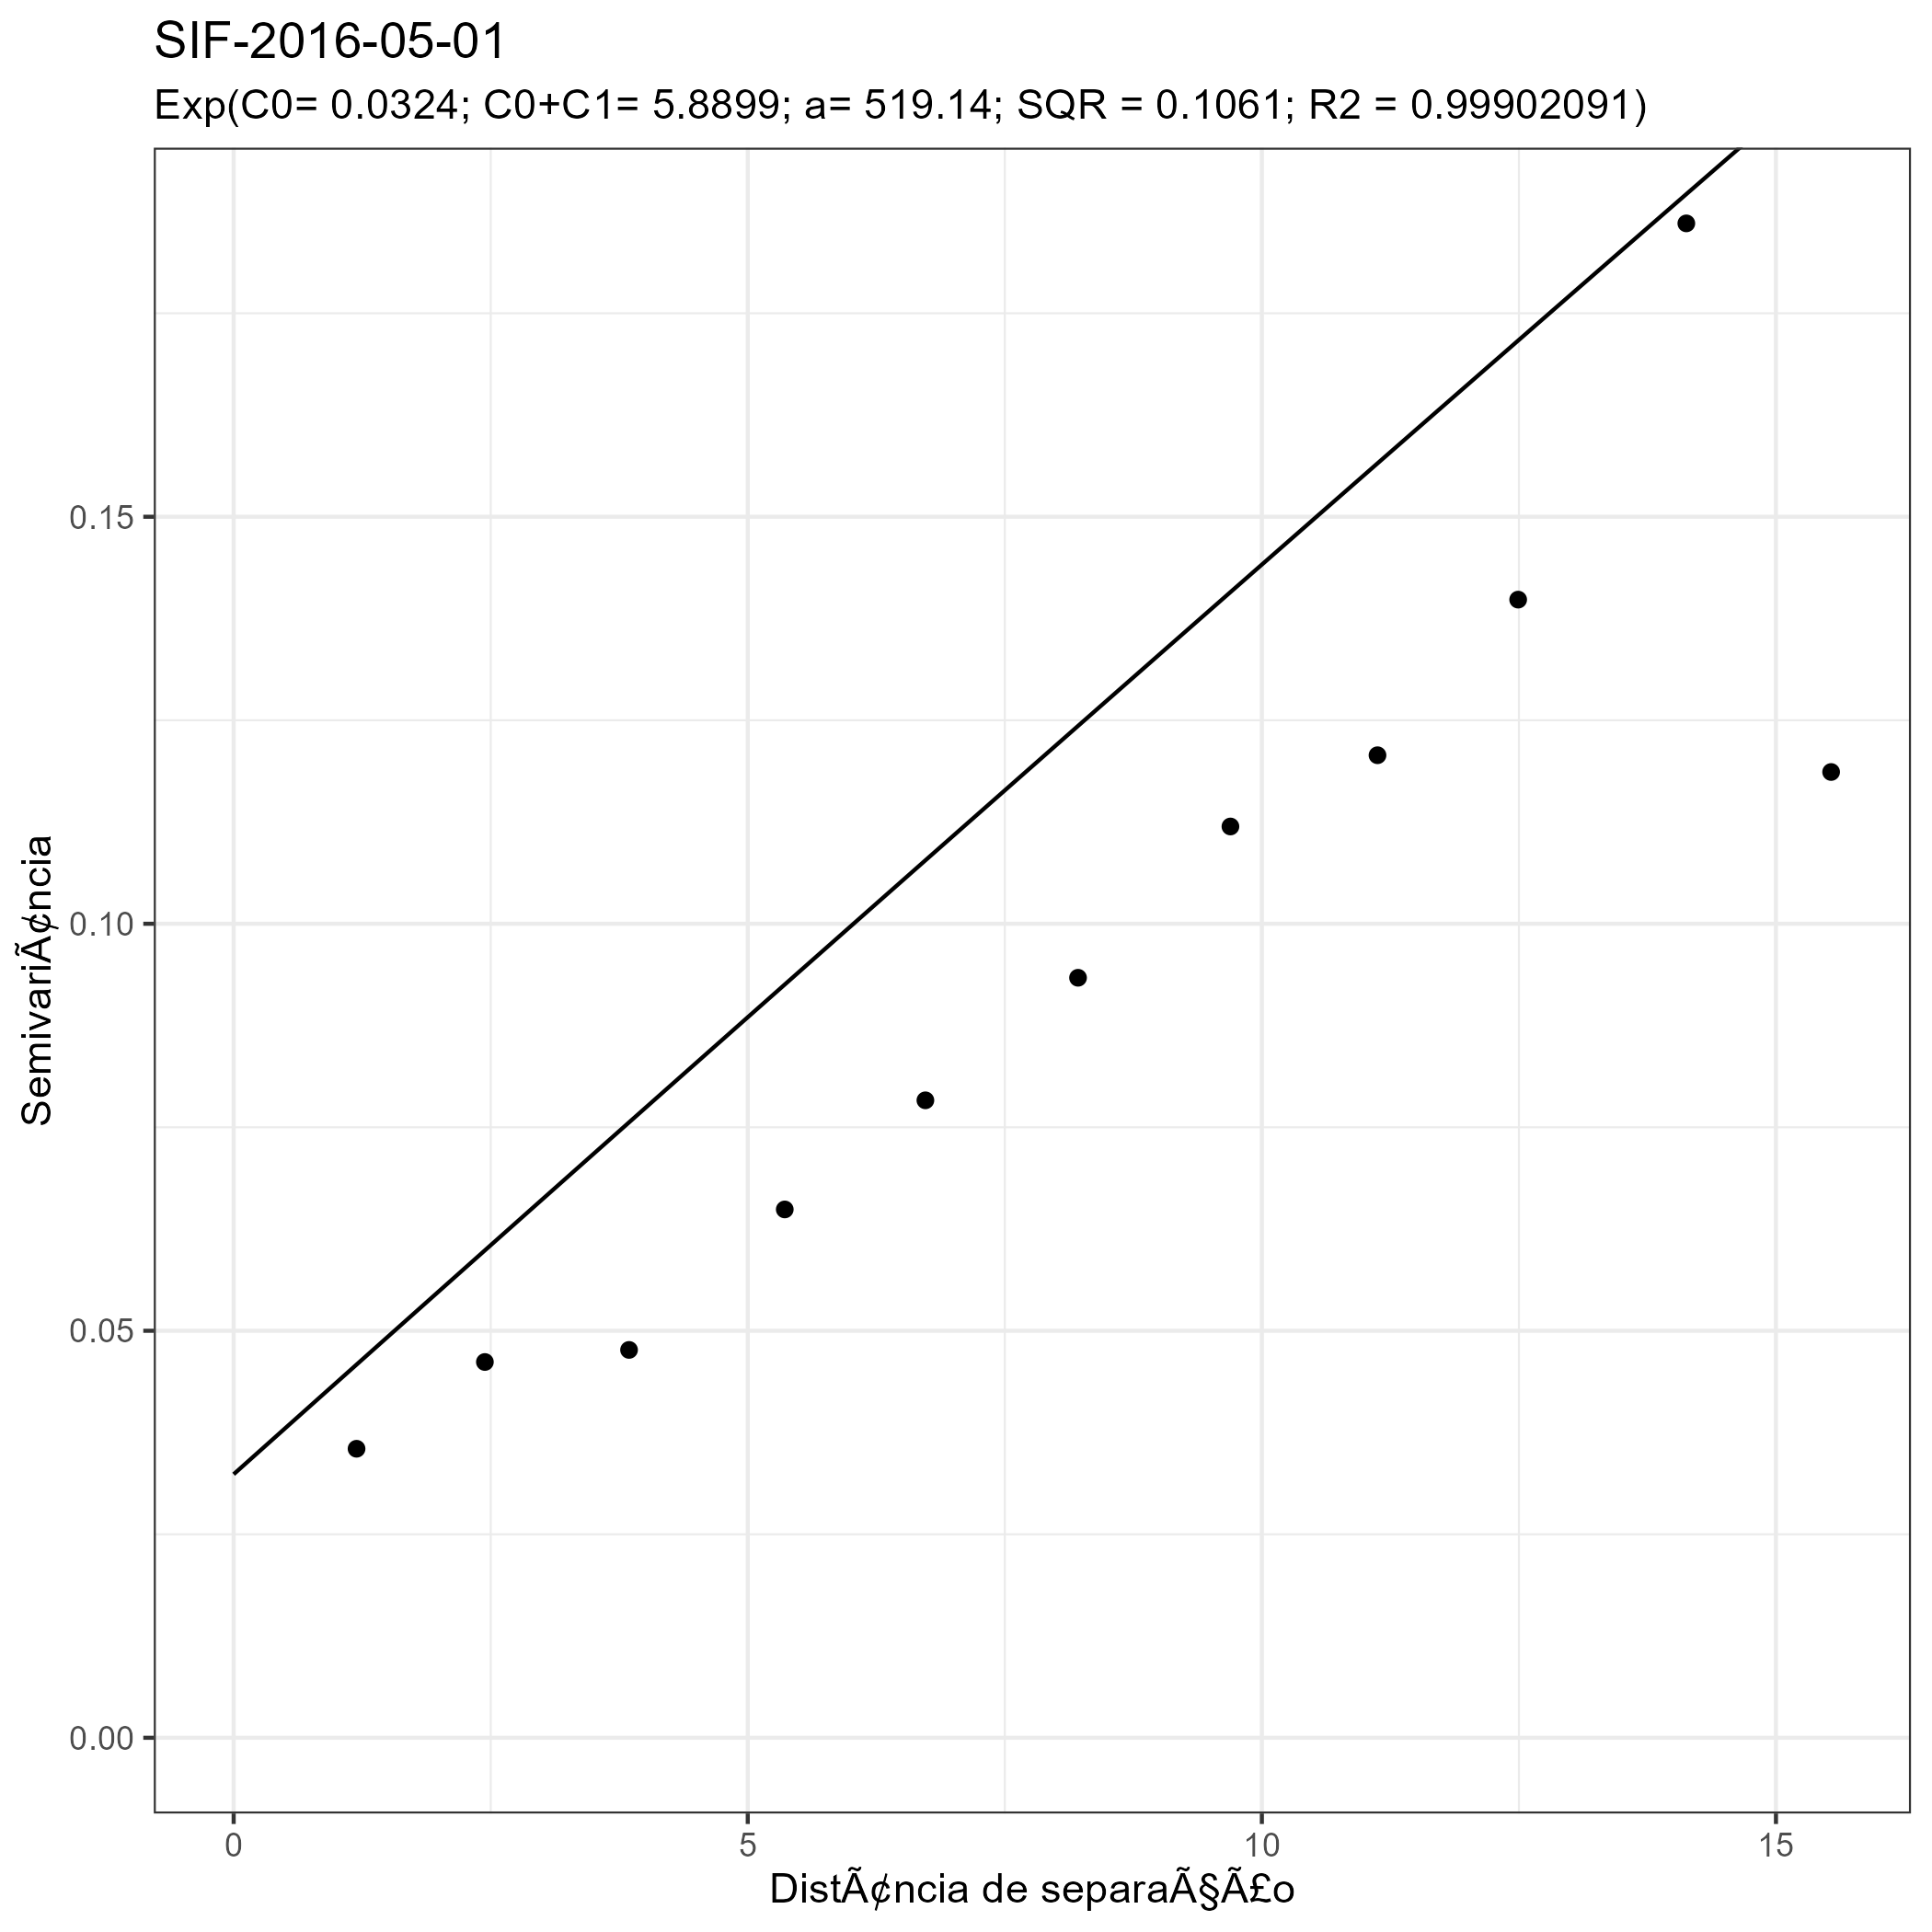 SIF-2016-05-01
Exp(C0= 0.0324; C0+C1= 5.8899; a= 519.14; SQR = 0.1061; R2 = 0.99902091)
SemivariÃ¢ncia
0.15
0.10
0.05
0.00
0 5 10 15
DistÃ¢ncia de separaÃ§Ã£o